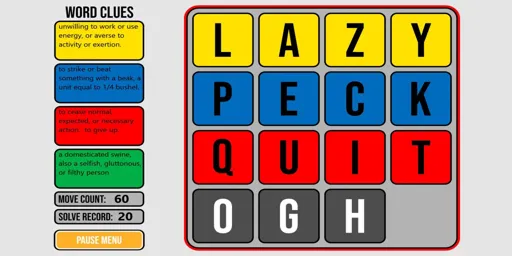 WORD CLUES
unwilling to work or use
energy, or averse to
activity or exertion.
to strike or beat
something with a beak, a
unit equal to 1/4 bushel.
to cease normal,
expected, or necessary
action. to give up.
a domesticated swine,
also a selfish, gluttorious,
or filthy person
MOVE COUNT: 60
SOLVE RECORD: 20
PAUSE MENU
L A Z Y
P E C K
Q U I T
O G H